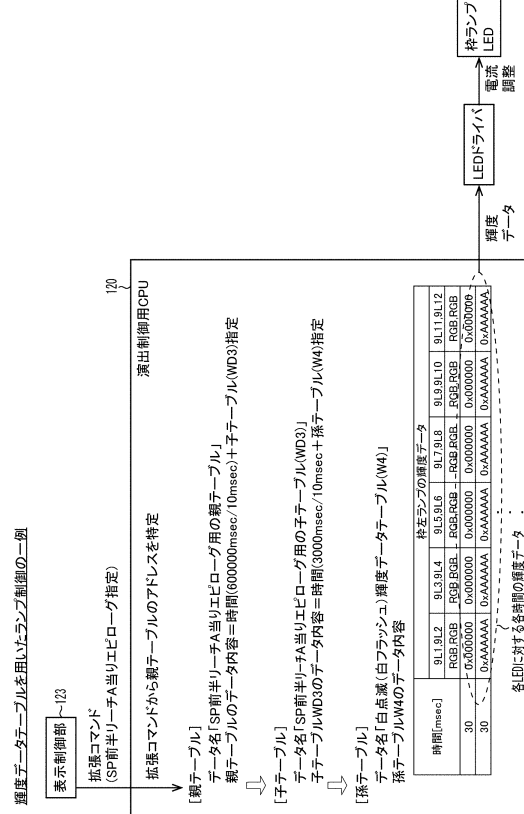 輝度データテーブルを用いたランプ制御の一例
表示制御部
123
拡張コマンド
(SP前半リーチA当りエピローグ指定)
120
演出制御用CPU
拡張コマンドから親テーブルのアドレスを特定
[親テーブル]
データ名「SP前半リーチA当りエピローグ用の親テーブル」
親テーブルのデータ内容=時間(600000msec/10msec)+子テーブル(WD3)指定
[子テーブル]
データ名「SP前半リーチA当りエピローグ用の子テーブル(WD3)」
子テーブルWD3のデータ内容=時間(3000msec/10msec+孫テーブル(W4)指定
[孫テーブル]
データ名「白点滅(白フラッシュ)輝度データテーブル(W4)」
孫テーブルW4のデータ内容
時間[msec] 枠左ランプの輝度データ
9L1,9L2 9L3,9L4 9L5,9L6 9L7,9L8 9L9,9L10 9L11,9L12
RGB,RGB RGB,RGB RGB,RGB RGB,RGB RGB,RGB RGB,RGB
30 0x000000 0x000000 0x000000 0x000000 0x000000 0x000000
30 0xAAAAAA 0xAAAAAA 0xAAAAAA 0xAAAAAA 0xAAAAAA 0xAAAAAA
各LEDに対する各時間の輝度データ
輝度
データ
LEDドライバ
電流
調整
枠ランプ
LED